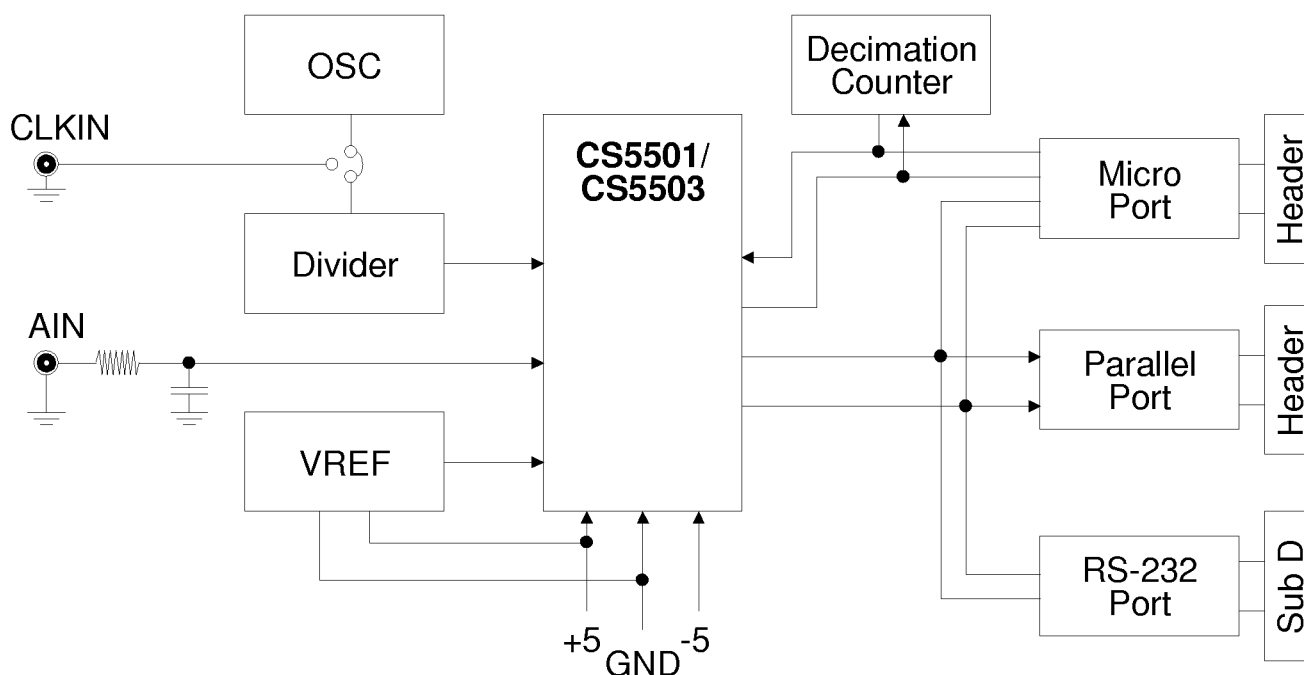 OSC
Decimation
Counter
CLKIN
CS5501/
CS5503
Micro
Port
Header
Divider
AIN
Parallel
Port
Header
VREF
RS-232
Port
Sub D
+5
GND
-5